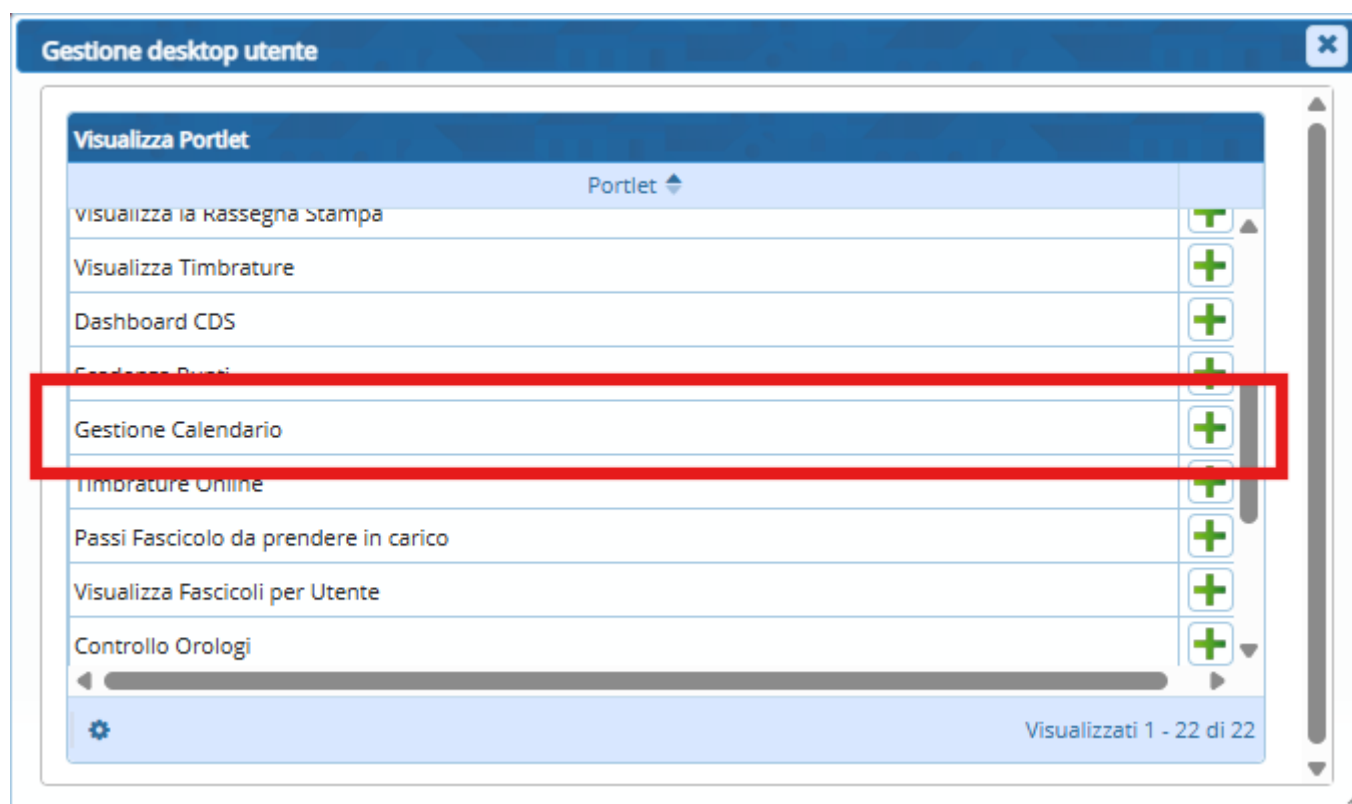 Gestione desktop utente
Visualizza Portlet
Portlet
Visualizza la Rassegna Stampa
Visualizza Timbrature
Dashboard CDS
Gestione Calendario
Timbrature Online
Passi Fascicolo da prendere in carico
Visualizza Fascicoli per Utente
Controllo Orologi
Visualizzati 1 - 22 di 22